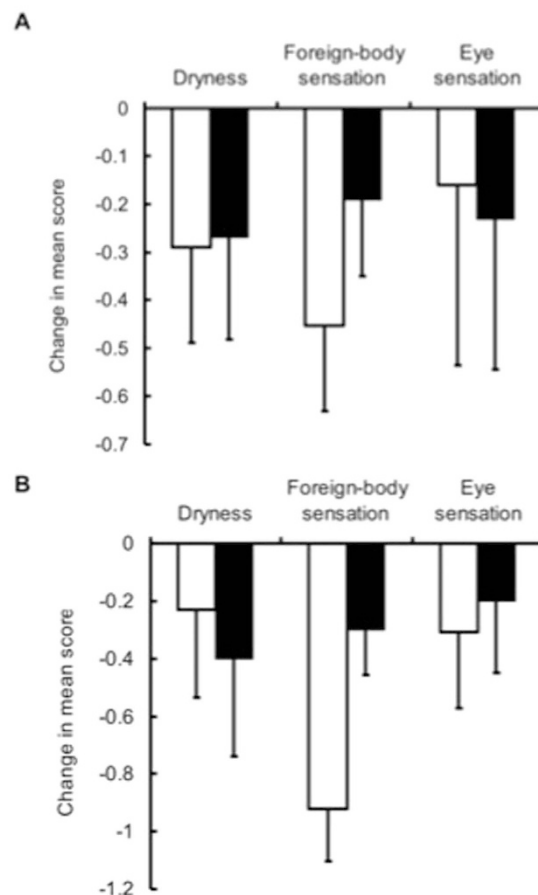 A
Dryness
Foreign-body
sensation
Eye
sensation
0
-0.1
-0.2
-0.3
-0.4
-0.5
-0.6
-0.7
Change in mean score
B
Dryness
Foreign-body
sensation
Eye
sensation
0
-0.2
-0.4
-0.6
-0.8
-1
-1.2
Change in mean score